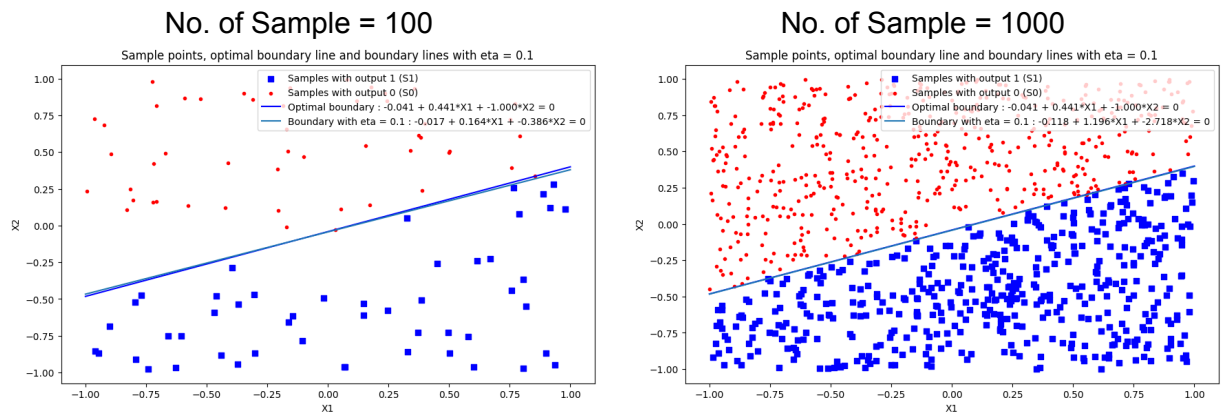 No. of Sample = 100
Sample points, optimal boundary line and boundary lines with eta = 0.1
Samples with output 1 (S1)
Samples with output 0 (S0)
Optimal boundary : -0.041 + 0.441*X1 + -1.000*X2 = 0
Boundary with eta = 0.1 : -0.017 + 0.164*X1 + -0.386*X2 = 0
X2
1.00
0.75
0.50
0.25
0.00
−0.25
−0.50
−0.75
−1.00
−1.00 −0.75 −0.50 −0.25 0.00 0.25 0.50 0.75 1.00
X1
No. of Sample = 1000
Sample points, optimal boundary line and boundary lines with eta = 0.1
Samples with output 1 (S1)
Samples with output 0 (S0)
Optimal boundary : -0.041 + 0.441*X1 + -1.000*X2 = 0
Boundary with eta = 0.1 : -0.118 + 1.196*X1 + -2.718*X2 = 0
X2
1.00
0.75
0.50
0.25
0.00
−0.25
−0.50
−0.75
−1.00
−1.00 −0.75 −0.50 −0.25 0.00 0.25 0.50 0.75 1.00
X1